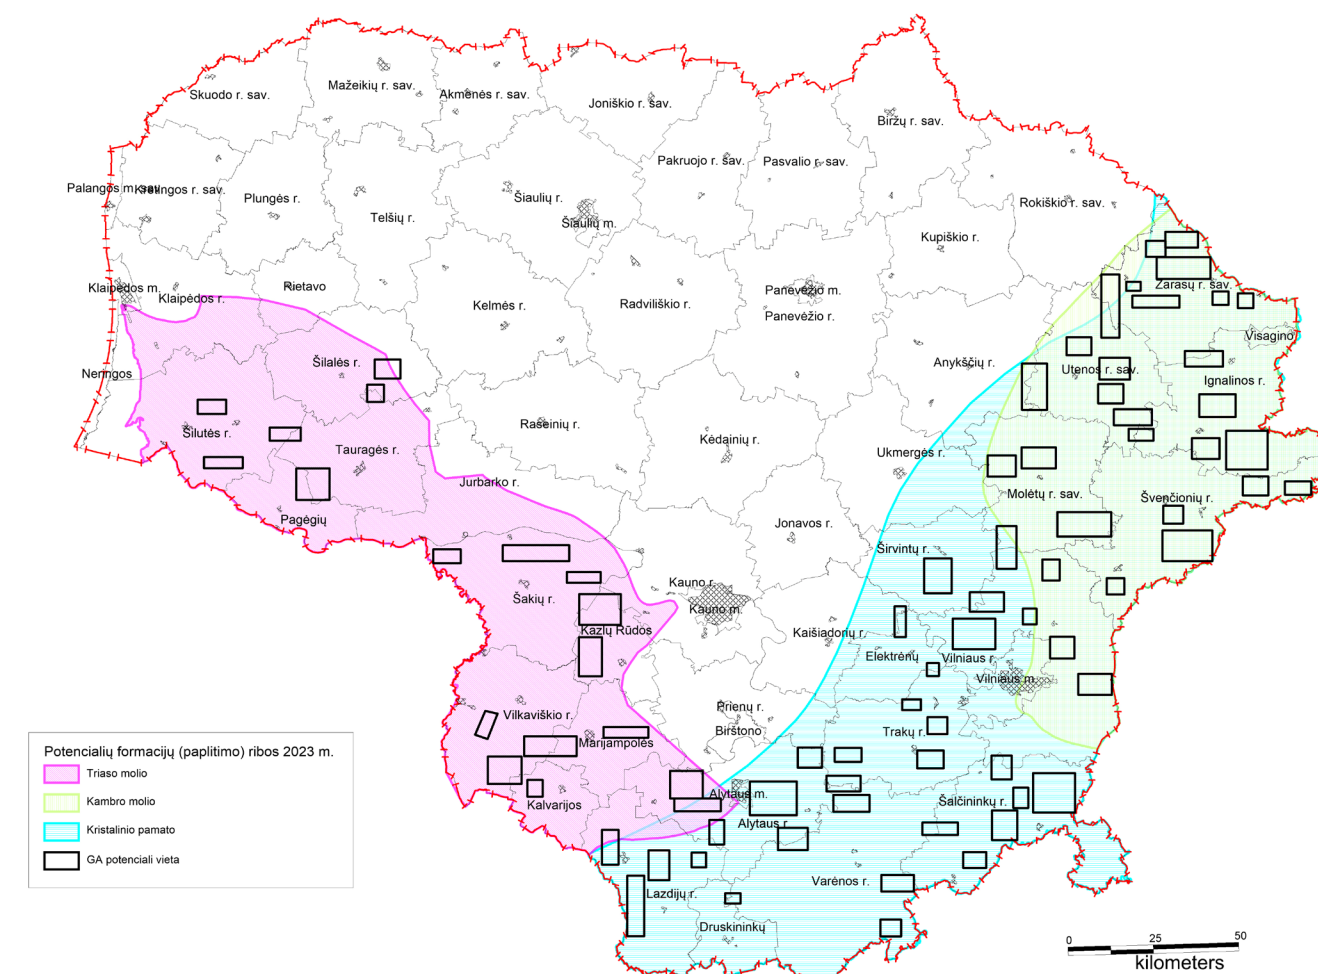 Skuodo r. sav.
Mažeikių r. sav.
Akmenės r. sav.
Joniškio r. sav.
Biržų r. sav.
Pakruojo r. sav.
Pasvalio r. sav.
Palangos m. sav.
Kretingos r. sav.
Plungės r.
Telšių r.
Šiaulių r.
Šiaulių m.
Rokiškio r. sav.
Kupiškio r.
Klaipėdos m.
Klaipėdos r.
Rietavo
Kelmės r.
Radviliškio r.
Panevėžio m.
Panevėžio r.
Zarasų r. sav.
Visagino
Neringos
Šilalės r.
Anykščių r.
Utenos r. sav.
Ignalinos r.
Šilutės r.
Tauragės r.
Raseinių r.
Kėdainių r.
Ukmergės r.
Jurbarko r.
Molėtų r. sav.
Švenčionių r.
Pagėgių
Jonavos r.
Širvintų r.
Šakių r.
Kauno r.
Kauno m.
Kazlų Rūdos
Kaišiadorių r.
Elektrėnų
Vilniaus r.
Vilniaus m.
Vilkaviškio r.
Prienų r.
Birštono
Marijampolės
Trakų r.
Kalvarijos
Alytaus m.
Alytaus r.
Šalčininkų r.
Lazdijų r.
Varėnos r.
Druskininkų
Potencialių formacijų (paplitimo) ribos 2023 m.
Triaso molio
Kambro molio
Kristalinio pamato
GA potenciali vieta
0 25 50
kilometers